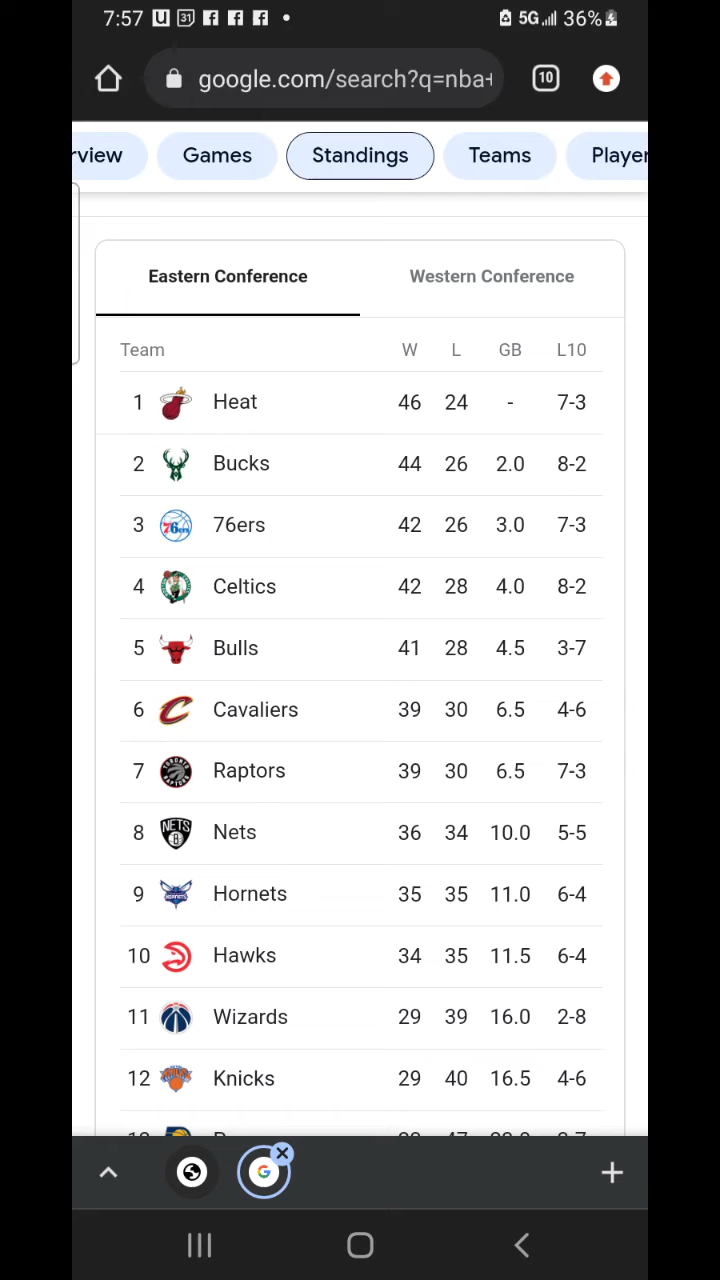 7:57 31 5G 36%
google.com/search?q=nba+ 10
rview Games Standings Teams Player
Eastern Conference Western Conference
Team W L GB L10
1 Heat 46 24 - 7-3
2 Bucks 44 26 2.0 8-2
3 76ers 76ers 42 26 3.0 7-3
4 Celtics 42 28 4.0 8-2
5 Bulls 41 28 4.5 3-7
6 C Cavaliers 39 30 6.5 4-6
7 TORONTO RAPTORS Raptors 39 30 6.5 7-3
8 NETS B Nets 36 34 10.0 5-5
9 HORNETS Hornets 35 35 11.0 6-4
10 Hawks 34 35 11.5 6-4
11 Wizards 29 39 16.0 2-8
12 Knicks 29 40 16.5 4-6
G